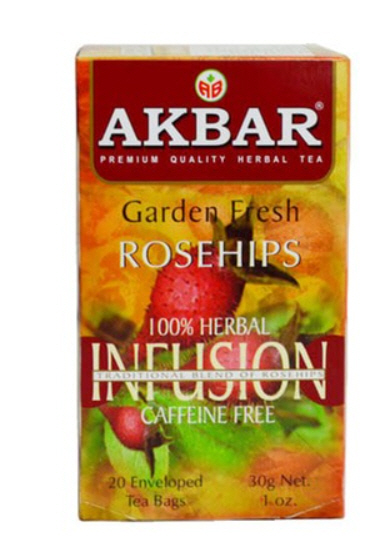 AB
AKBAR®
PREMIUM QUALITY HERBAL TEA
Garden Fresh
ROSEHIPS
100% HERBAL
INFUSION
TRADITIONAL BLEND OF ROSEHIPS
CAFFEINE FREE
20 Enveloped 30g Net.
Tea Bags 1 oz.